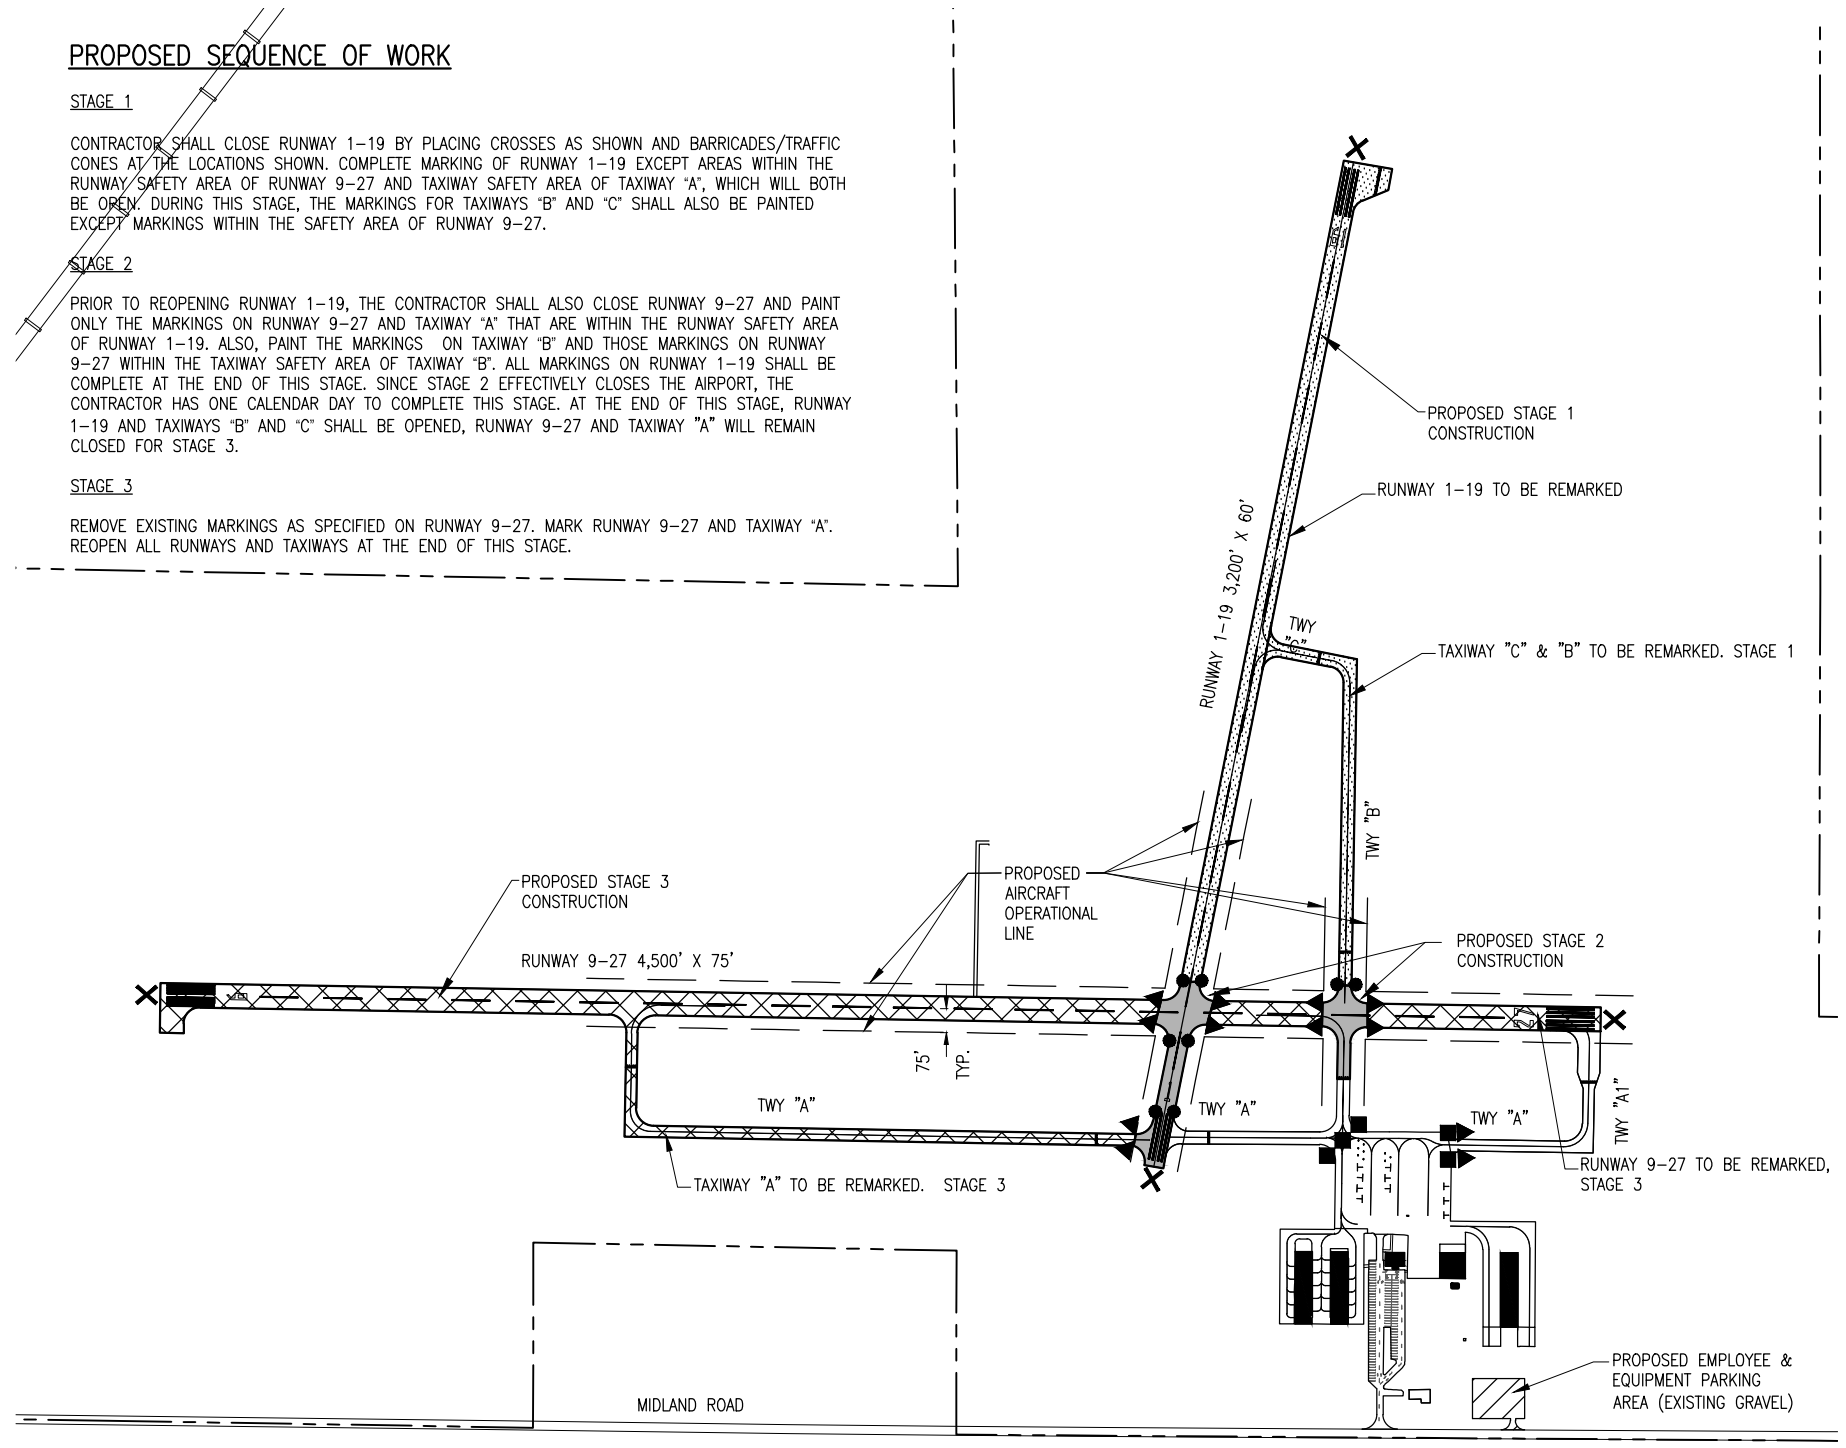 PROPOSED SEQUENCE OF WORK
STAGE 1
CONTRACTOR SHALL CLOSE RUNWAY 1-19 BY PLACING CROSSES AS SHOWN AND BARRICADES/TRAFFIC
CONES AT THE LOCATIONS SHOWN. COMPLETE MARKING OF RUNWAY 1-19 EXCEPT AREAS WITHIN THE
RUNWAY SAFETY AREA OF RUNWAY 9-27 AND TAXIWAY SAFETY AREA OF TAXIWAY "A", WHICH WILL BOTH
BE OPEN. DURING THIS STAGE, THE MARKINGS FOR TAXIWAYS "B" AND "C" SHALL ALSO BE PAINTED
EXCEPT MARKINGS WITHIN THE SAFETY AREA OF RUNWAY 9-27.
STAGE 2
PRIOR TO REOPENING RUNWAY 1-19, THE CONTRACTOR SHALL ALSO CLOSE RUNWAY 9-27 AND PAINT
ONLY THE MARKINGS ON RUNWAY 9-27 AND TAXIWAY "A" THAT ARE WITHIN THE RUNWAY SAFETY AREA
OF RUNWAY 1-19. ALSO, PAINT THE MARKINGS ON TAXIWAY "B" AND THOSE MARKINGS ON RUNWAY
9-27 WITHIN THE TAXIWAY SAFETY AREA OF TAXIWAY "B". ALL MARKINGS ON RUNWAY 1-19 SHALL BE
COMPLETE AT THE END OF THIS STAGE. SINCE STAGE 2 EFFECTIVELY CLOSES THE AIRPORT, THE
CONTRACTOR HAS ONE CALENDAR DAY TO COMPLETE THIS STAGE. AT THE END OF THIS STAGE, RUNWAY
1-19 AND TAXIWAYS "B" AND "C" SHALL BE OPENED, RUNWAY 9-27 AND TAXIWAY "A" WILL REMAIN
CLOSED FOR STAGE 3.
STAGE 3
REMOVE EXISTING MARKINGS AS SPECIFIED ON RUNWAY 9-27. MARK RUNWAY 9-27 AND TAXIWAY "A".
REOPEN ALL RUNWAYS AND TAXIWAYS AT THE END OF THIS STAGE.
PROPOSED STAGE 1
CONSTRUCTION
RUNWAY 1-19 TO BE REMARKED
RUNWAY 1-19 3,200' X 60'
TWY
"C"
TAXIWAY "C" & "B" TO BE REMARKED. STAGE 1
TWY "B"
PROPOSED STAGE 3
CONSTRUCTION
PROPOSED
AIRCRAFT
OPERATIONAL
LINE
PROPOSED STAGE 2
CONSTRUCTION
RUNWAY 9-27 4,500' X 75'
75'
TYP.
TWY "A"
TWY "A"
TWY "A"
TWY "A1"
TAXIWAY "A" TO BE REMARKED. STAGE 3
RUNWAY 9-27 TO BE REMARKED,
STAGE 3
PROPOSED EMPLOYEE &
EQUIPMENT PARKING
AREA (EXISTING GRAVEL)
MIDLAND ROAD